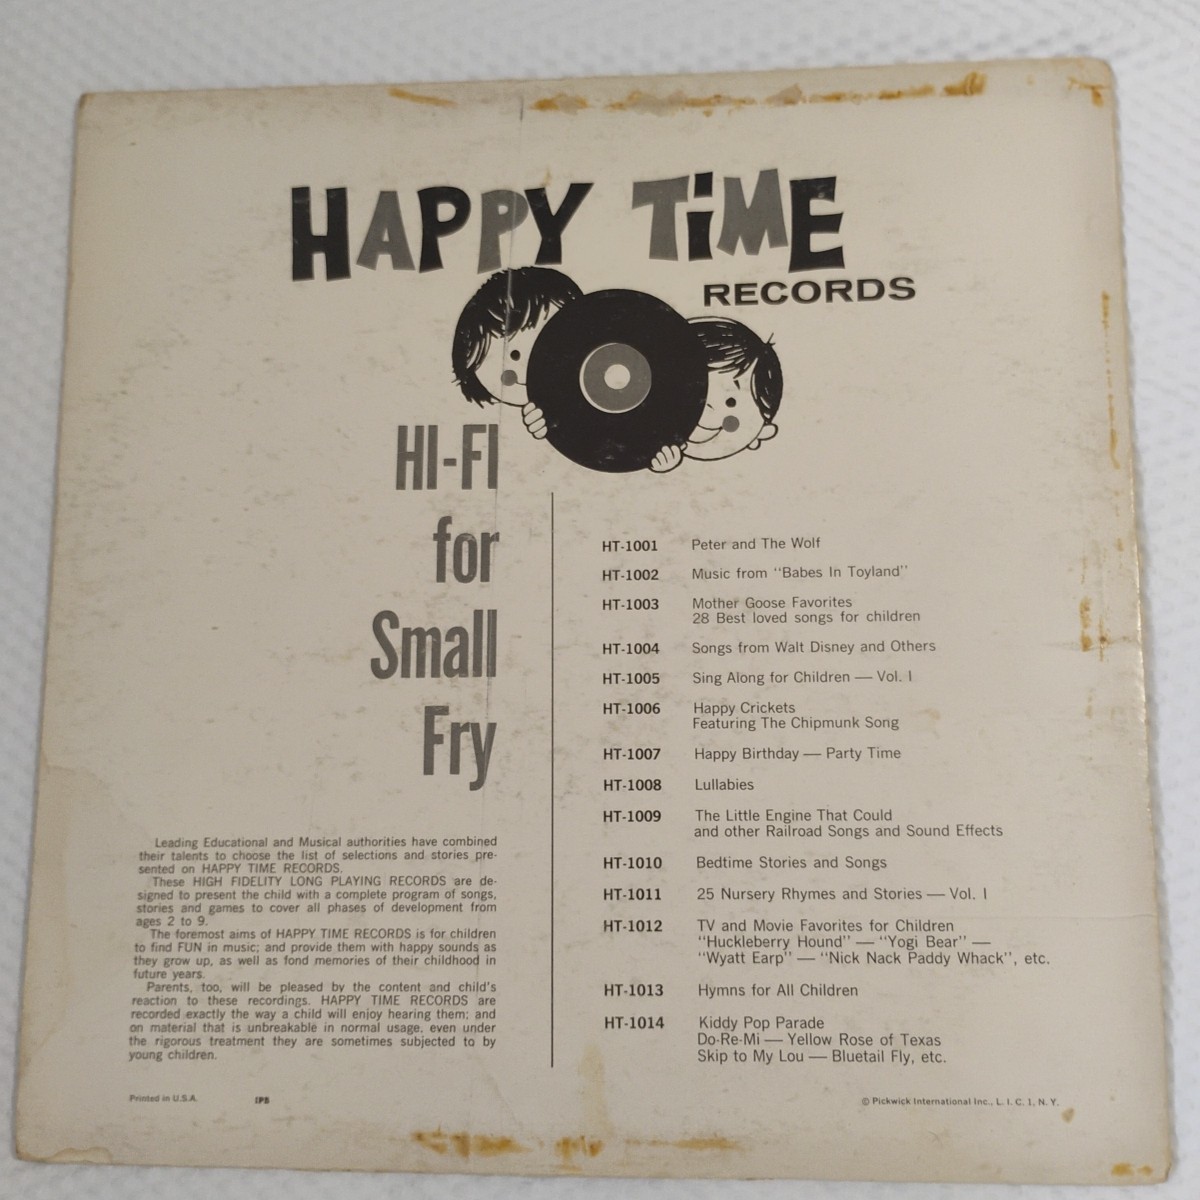 HAPPY TiME
RECORDS
HI-FI
for
Small
Fry
Leading Educational and Musical authorities have combined
their talents to choose the list of selections and stories pre-
sented on HAPPY TIME RECORDS.
These HIGH FIDELITY LONG PLAYING RECORDS are de-
signed to present the child with a complete program of songs,
stories and games to cover all phases of development from
ages 2 to 9.
The foremost aims of HAPPY TIME RECORDS is for children
to find FUN in music; and provide them with happy sounds as
they grow up, as well as fond memories of their childhood in
future years.
Parents, too, will be pleased by the content and child's
reaction to these recordings. HAPPY TIME RECORDS are
recorded exactly the way a child will enjoy hearing them; and
on material that is unbreakable in normal usage, even under
the rigorous treatment they are sometimes subjected to by
young children.
HT-1001 Peter and The Wolf
HT-1002 Music from "Babes In Toyland"
HT-1003 Mother Goose Favorites
28 Best loved songs for children
HT-1004 Songs from Walt Disney and Others
HT-1005 Sing Along for Children — Vol. I
HT-1006 Happy Crickets
Featuring The Chipmunk Song
HT-1007 Happy Birthday — Party Time
HT-1008 Lullabies
HT-1009 The Little Engine That Could
and other Railroad Songs and Sound Effects
HT-1010 Bedtime Stories and Songs
HT-1011 25 Nursery Rhymes and Stories — Vol. I
HT-1012 TV and Movie Favorites for Children
"Huckleberry Hound" — "Yogi Bear" —
"Wyatt Earp" — "Nick Nack Paddy Whack", etc.
HT-1013 Hymns for All Children
HT-1014 Kiddy Pop Parade
Do-Re-Mi — Yellow Rose of Texas
Skip to My Lou — Bluetail Fly, etc.
Printed in U.S.A. IPB
© Pickwick International Inc., L. I. C. 1, N. Y.